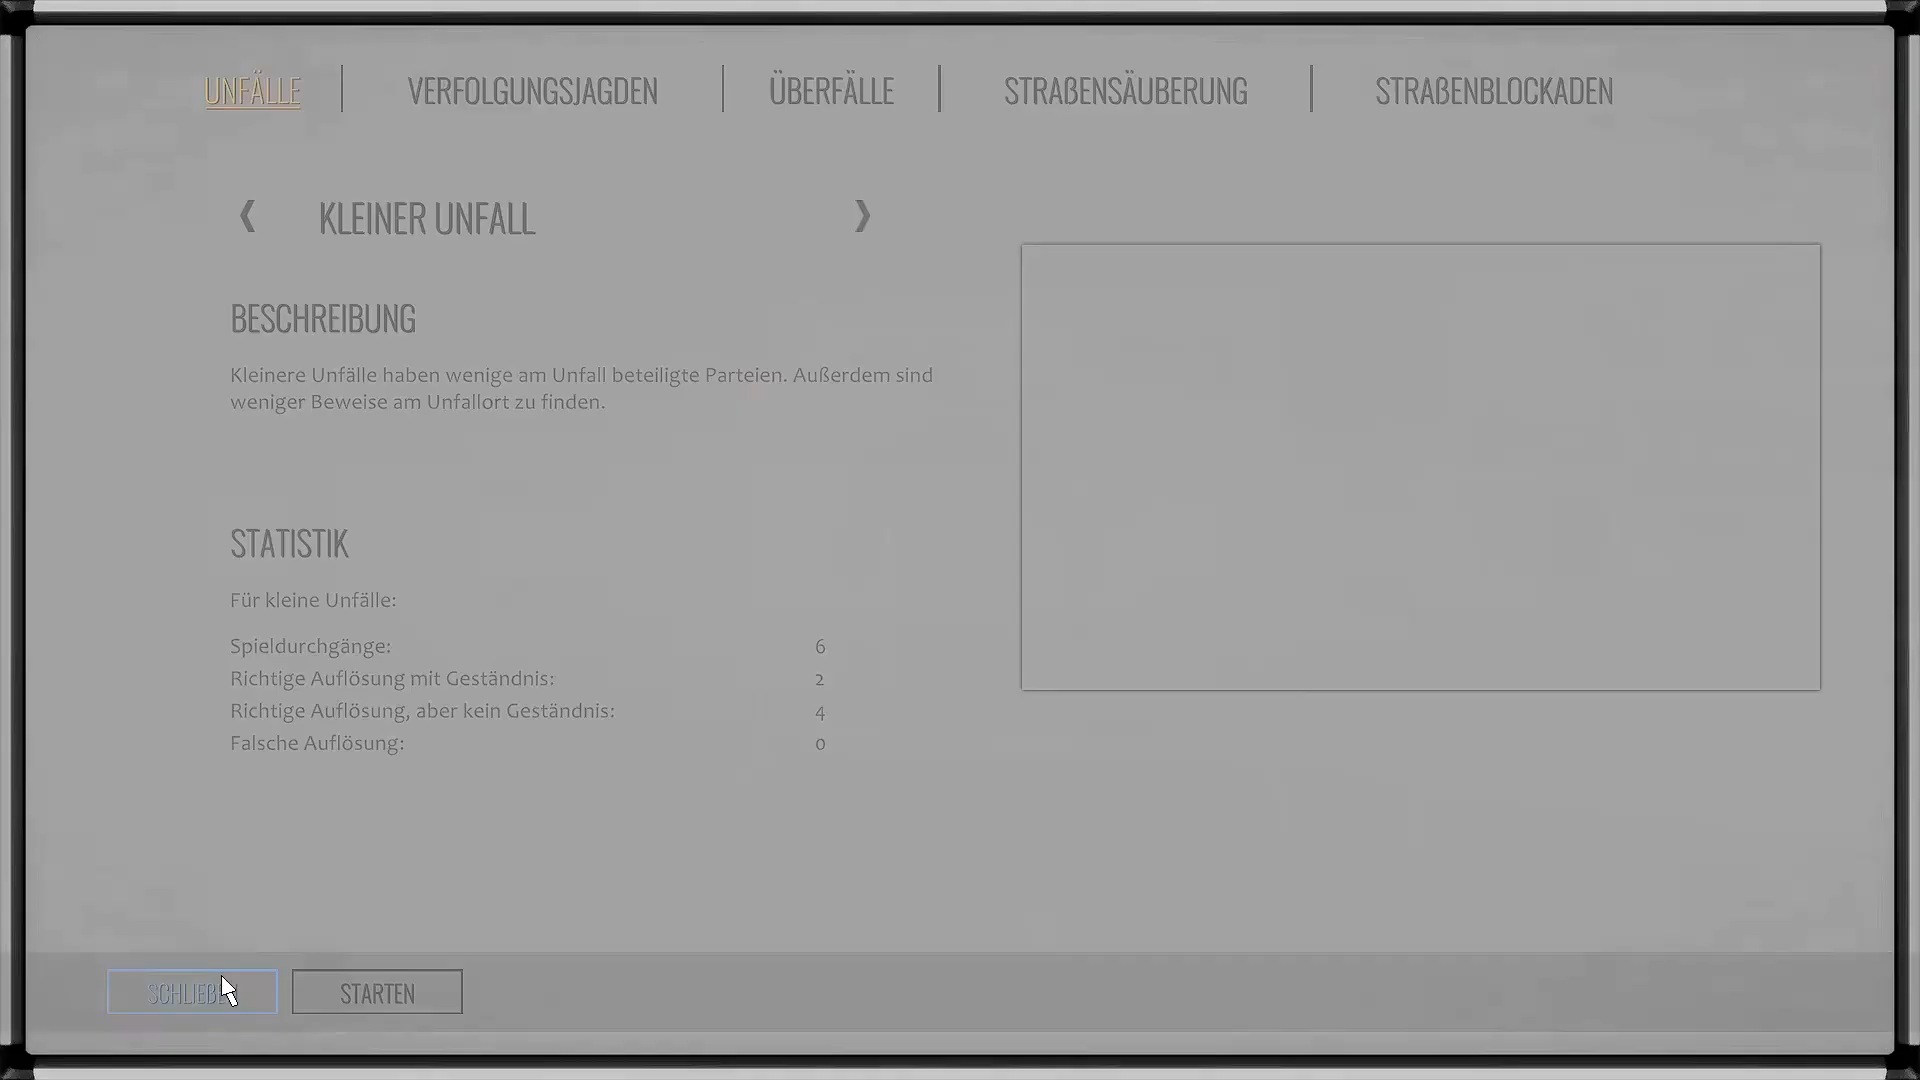 UNFÄLLE
VERFOLGUNGSJAGDEN
ÜBERFÄLLE
STRAßENSÄUBERUNG
STRAßENBLOCKADEN
KLEINER UNFALL
BESCHREIBUNG
Kleinere Unfälle haben wenige am Unfall beteiligte Parteien. Außerdem sind
weniger Beweise am Unfallort zu finden.
STATISTIK
Für kleine Unfälle:
Spieldurchgänge: 6
Richtige Auflösung mit Geständnis: 2
Richtige Auflösung, aber kein Geständnis: 4
Falsche Auflösung: 0
SCHLIEßEN
STARTEN